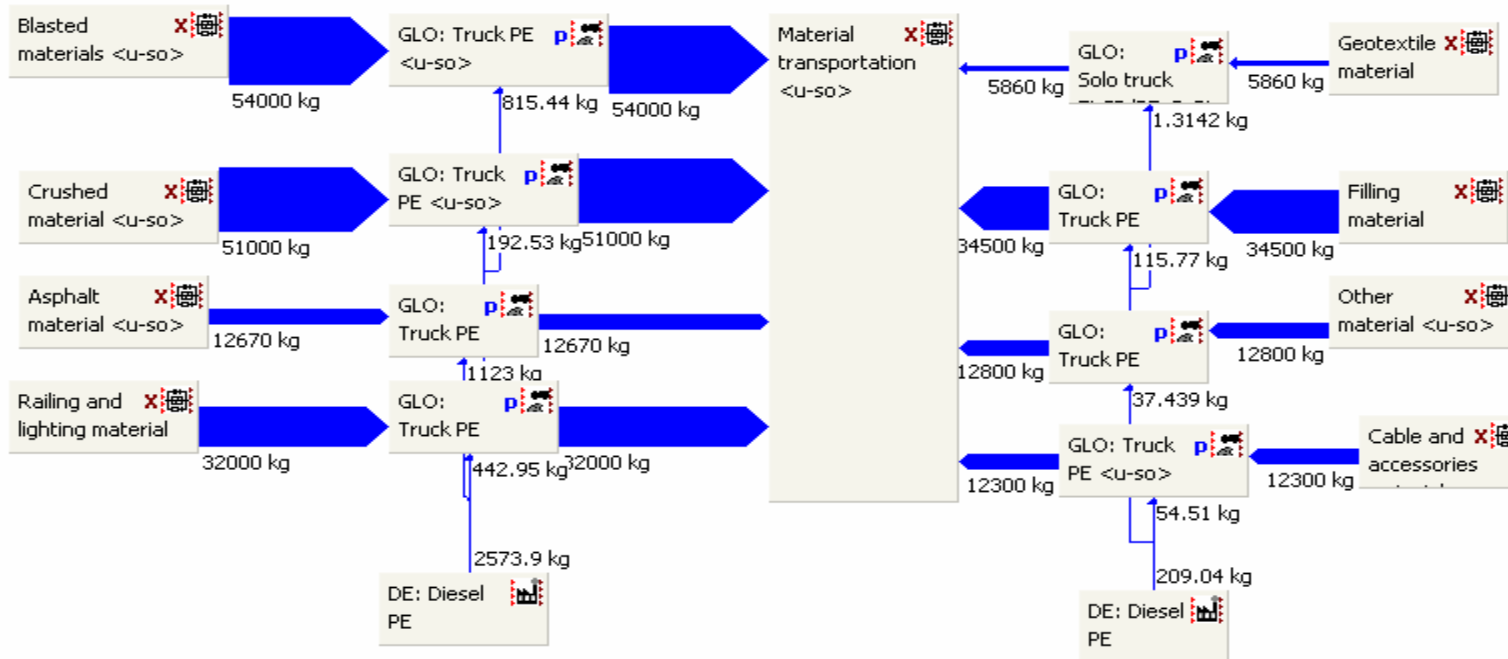 Blasted
materials <u-so>
54000 kg
GLO: Truck PE
<u-so>
p
815.44 kg
54000 kg
Material
transportation
<u-so>
x
GLO:
Solo truck
p
5860 kg
1.3142 kg
Geotextile
material
x
5860 kg
Crushed
material <u-so>
x
51000 kg
GLO: Truck
PE <u-so>
p
192.53 kg
51000 kg
GLO:
Truck PE
p
34500 kg
115.77 kg
Filling
material
x
34500 kg
Asphalt
material <u-so>
x
12670 kg
GLO:
Truck PE
p
1123 kg
12670 kg
GLO:
Truck PE
p
12800 kg
37.439 kg
Other
material <u-so>
x
12800 kg
Railing and
lighting material
x
32000 kg
GLO:
Truck PE
p
442.95 kg
32000 kg
GLO: Truck
PE <u-so>
p
12300 kg
54.51 kg
Cable and
accessories
x
12300 kg
2573.9 kg
DE: Diesel
PE
209.04 kg
DE: Diesel
PE
x